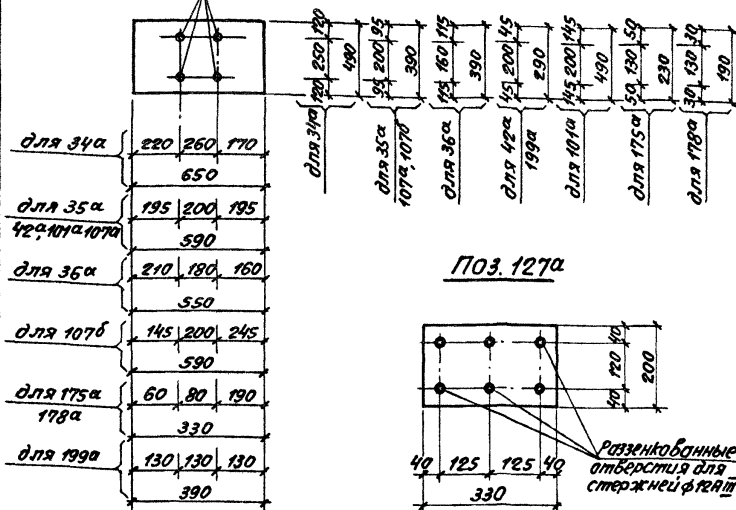 120 250 120
490
для 34а
95 200 95
390
для 35а
107а, 107б
115 160 115
390
для 36а
45 200 45
290
для 42а
199а
145 200 145
490
для 101а
50 130 50
230
для 175а
30 130 30
190
для 178а
для 34а
220 260 170
650
для 35а
42а, 101а 107а
195 200 195
590
для 36а
210 180 160
550
для 107б
145 200 245
590
для 175а
178а
60 80 190
330
для 199а
130 130 130
390
Поз. 127а
40 120 40
200
40 125 125 40
330
Раззенкованные
отверстия для
стержней ф12АIII